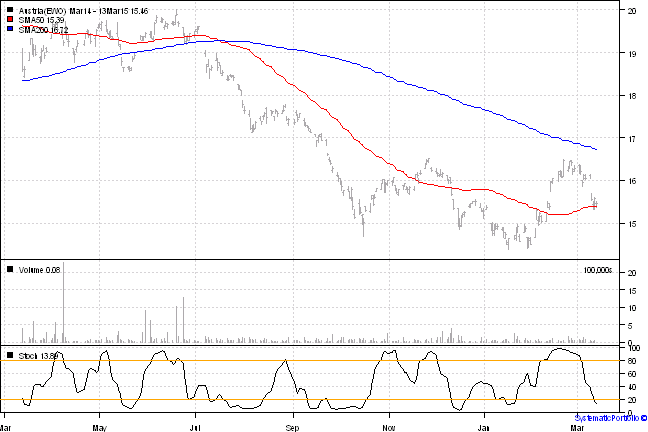 Austria(EWO) Mar14 - 13Mar15 15.46
SMA50 15.39
SMA200 16.72
20
19
18
17
16
15
Volume 0.08
100,000s
20
15
10
5
0
Stoch 13.89
100
80
60
40
20
0
Mar
May
Jul
Sep
Nov
Jan
Mar
SystematicPortfolio ©